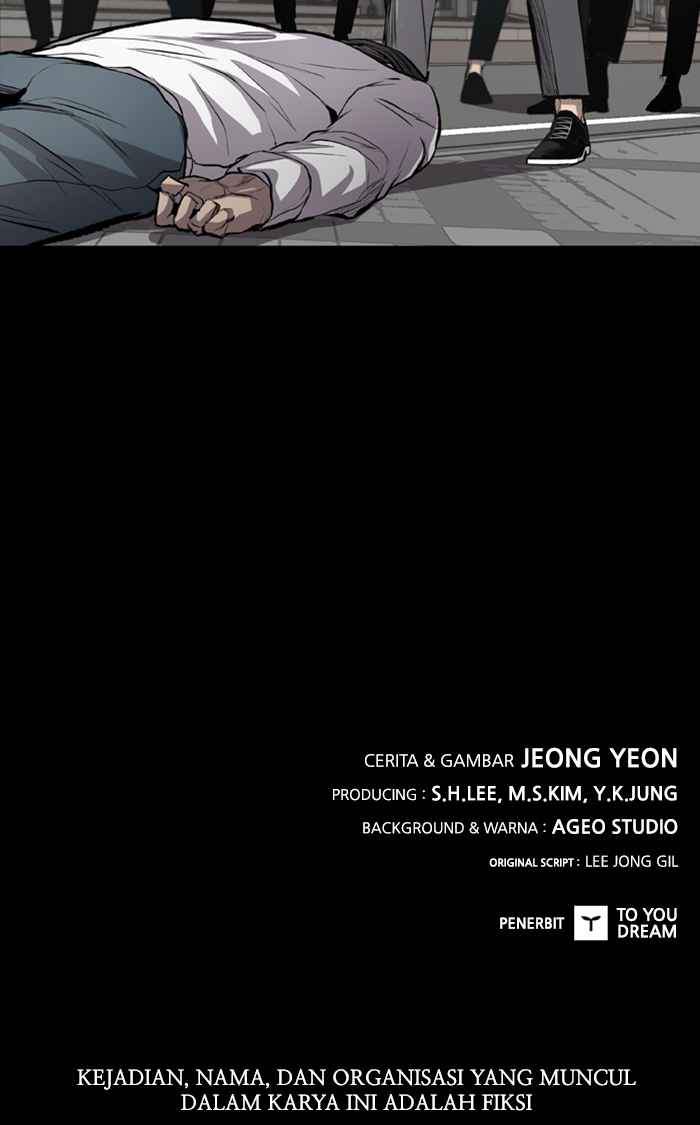 CERITA & GAMBAR JEONG YEON
PRODUCING : S.H.LEE, M.S.KIM, Y.K.JUNG
BACKGROUND & WARNA : AGEO STUDIO
ORIGINAL SCRIPT : LEE JONG GIL
PENERBIT TO YOU
DREAM
KEJADIAN, NAMA, DAN ORGANISASI YANG MUNCUL
DALAM KARYA INI ADALAH FIKSI